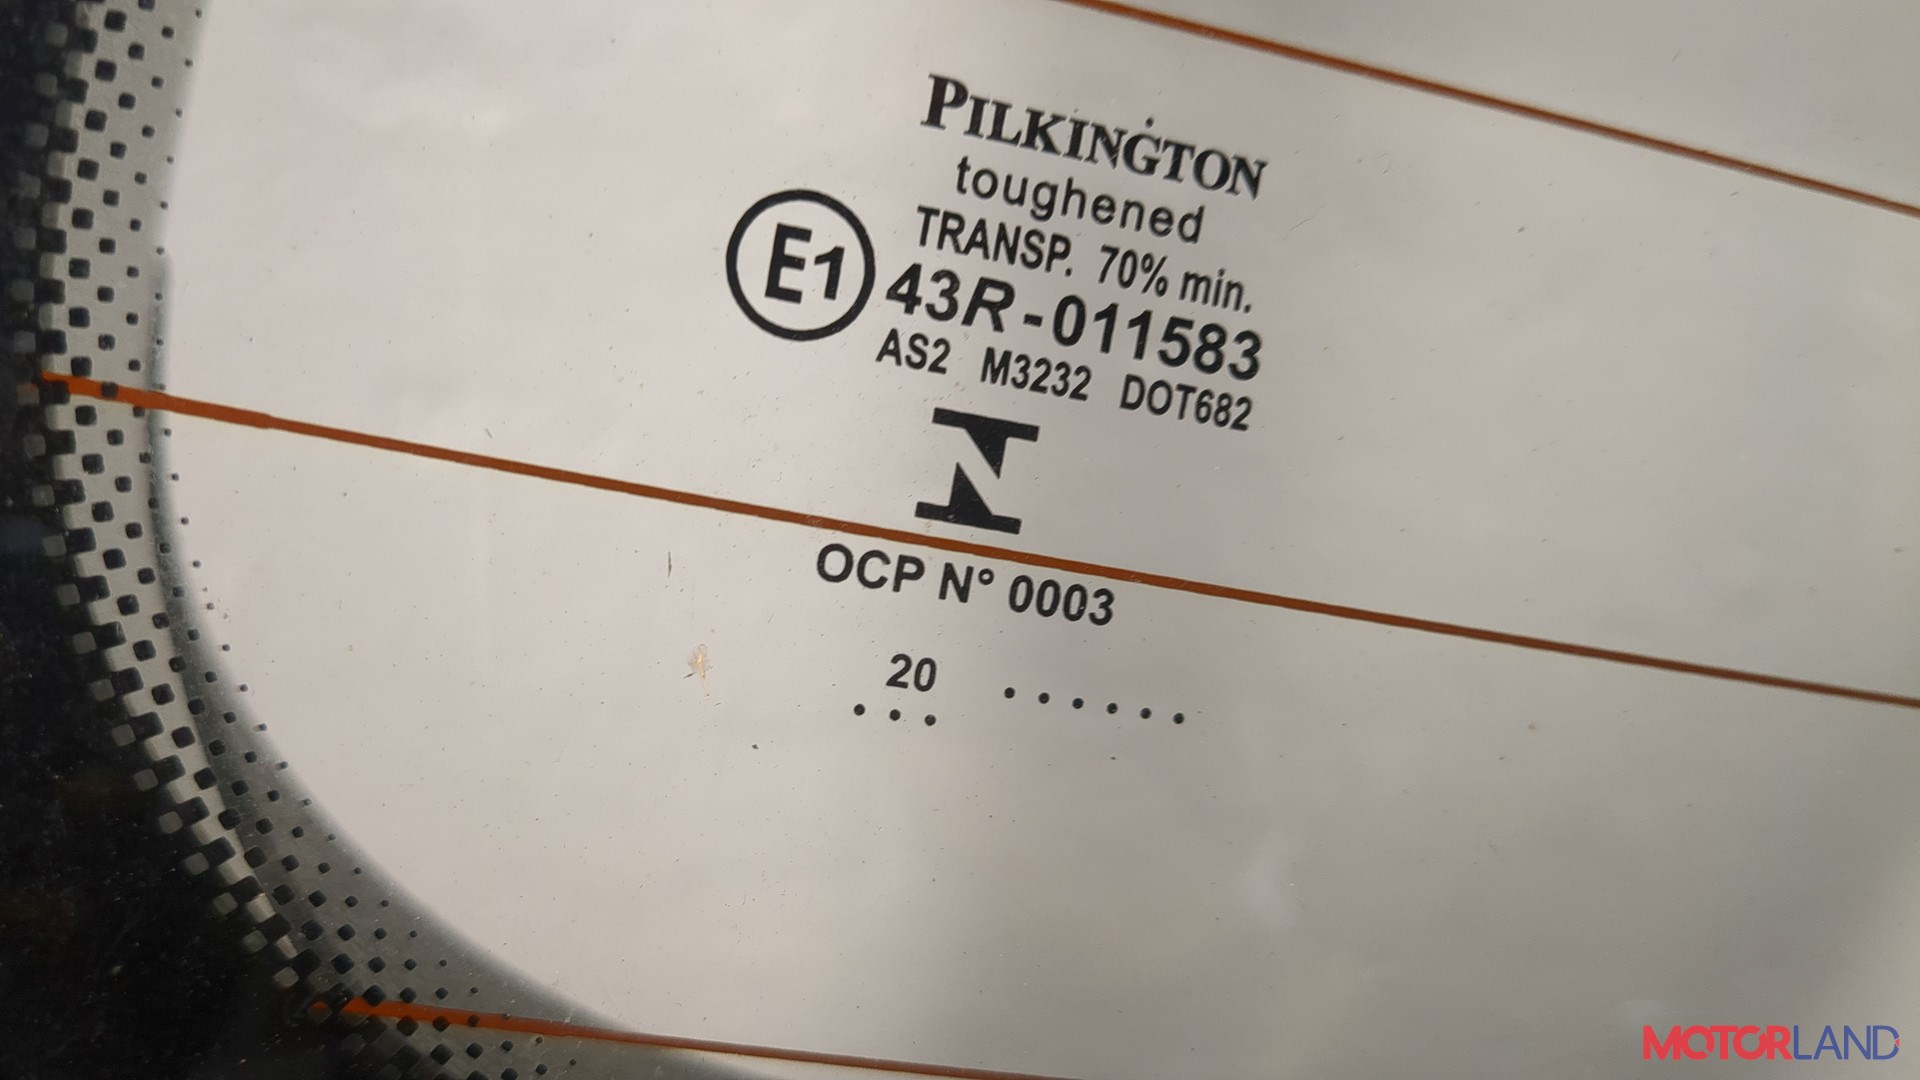 PILKINGTON
toughened
TRANSP. 70% min.
E1 43R-011583
AS2 M3232 DOT682
OCP N° 0003
20 ......
...
MOTORLAND